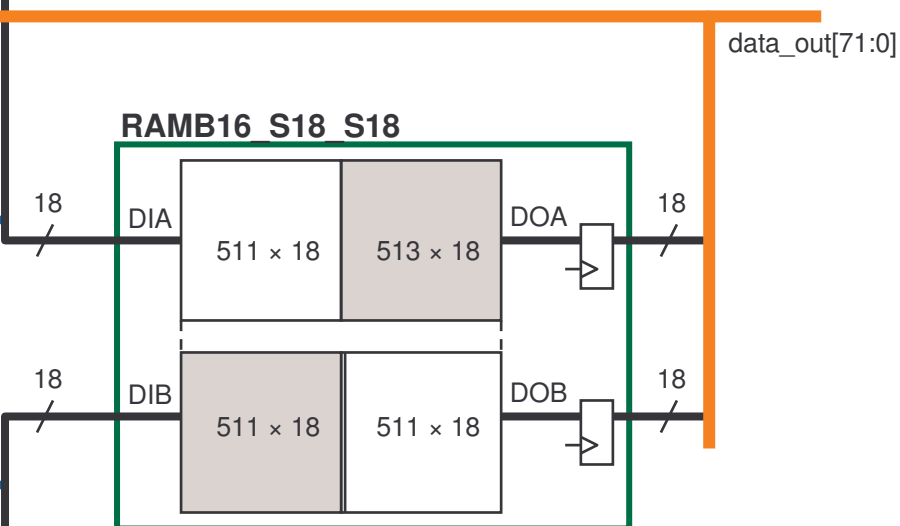 data_out[71:0]
RAMB16_S18_S18
18
DIA
511 × 18
513 × 18
DOA
18
18
DIB
511 × 18
511 × 18
DOB
18